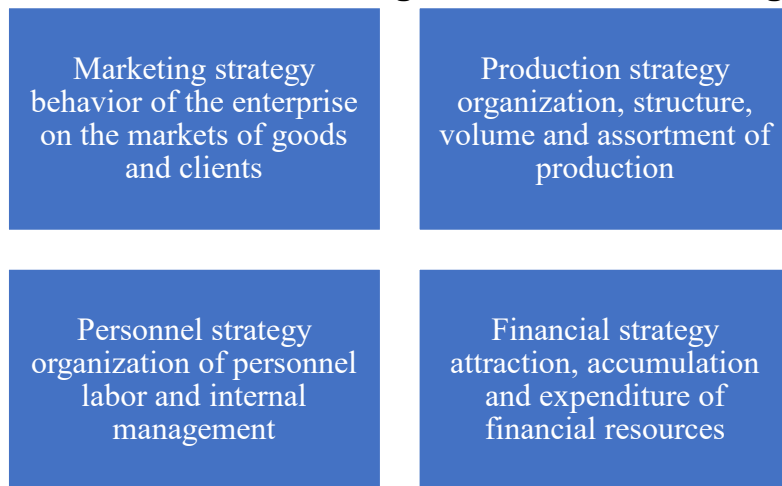 Marketing strategy
behavior of the enterprise
on the markets of goods
and clients
Production strategy
organization, structure,
volume and assortment of
production
Personnel strategy
organization of personnel
labor and internal
management
Financial strategy
attraction, accumulation
and expenditure of
financial resources